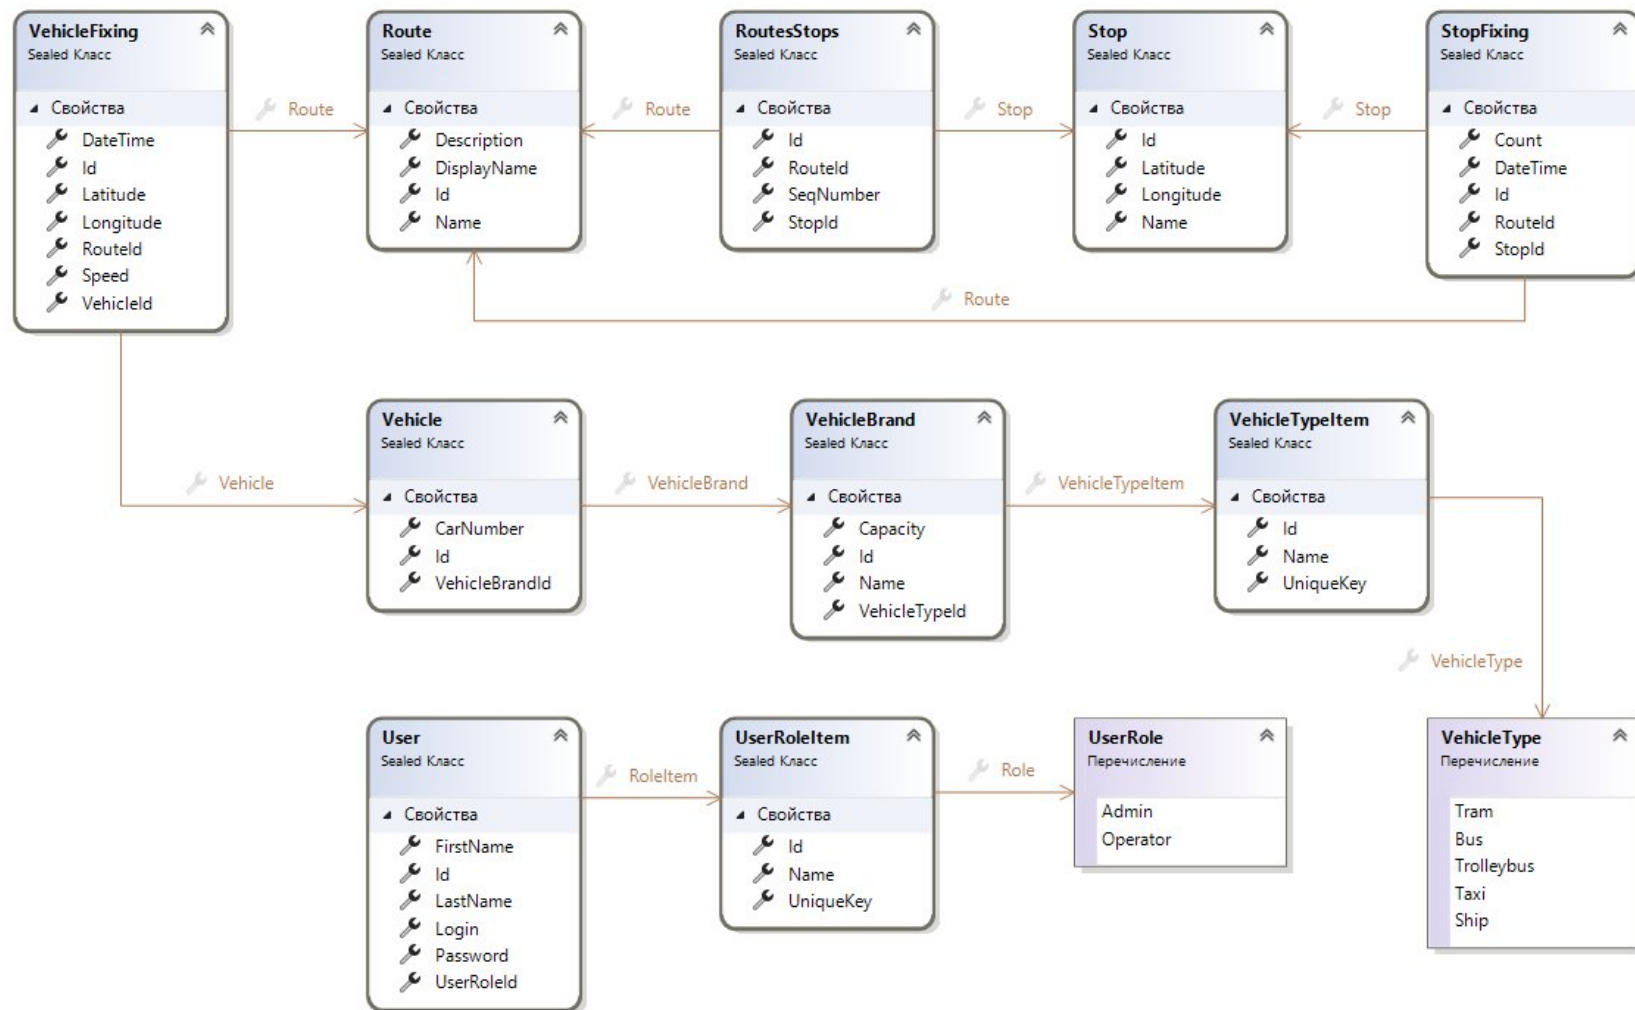 VehicleFixing
Sealed Класс
Свойства
DateTime
Id
Latitude
Longitude
RouteId
Speed
VehicleId
Route
Route
Sealed Класс
Свойства
Description
DisplayName
Id
Name
Route
RoutesStops
Sealed Класс
Свойства
Id
RouteId
SeqNumber
StopId
Stop
Stop
Sealed Класс
Свойства
Id
Latitude
Longitude
Name
Stop
StopFixing
Sealed Класс
Свойства
Count
DateTime
Id
RouteId
StopId
Route
Vehicle
Vehicle
Sealed Класс
Свойства
CarNumber
Id
VehicleBrandId
VehicleBrand
VehicleBrand
Sealed Класс
Свойства
Capacity
Id
Name
VehicleTypeId
VehicleTypeItem
VehicleTypeItem
Sealed Класс
Свойства
Id
Name
UniqueKey
VehicleType
User
Sealed Класс
Свойства
FirstName
Id
LastName
Login
Password
UserRoleId
RoleItem
UserRoleItem
Sealed Класс
Свойства
Id
Name
UniqueKey
Role
UserRole
Перечисление
Admin
Operator
VehicleType
Перечисление
Tram
Bus
Trolleybus
Taxi
Ship